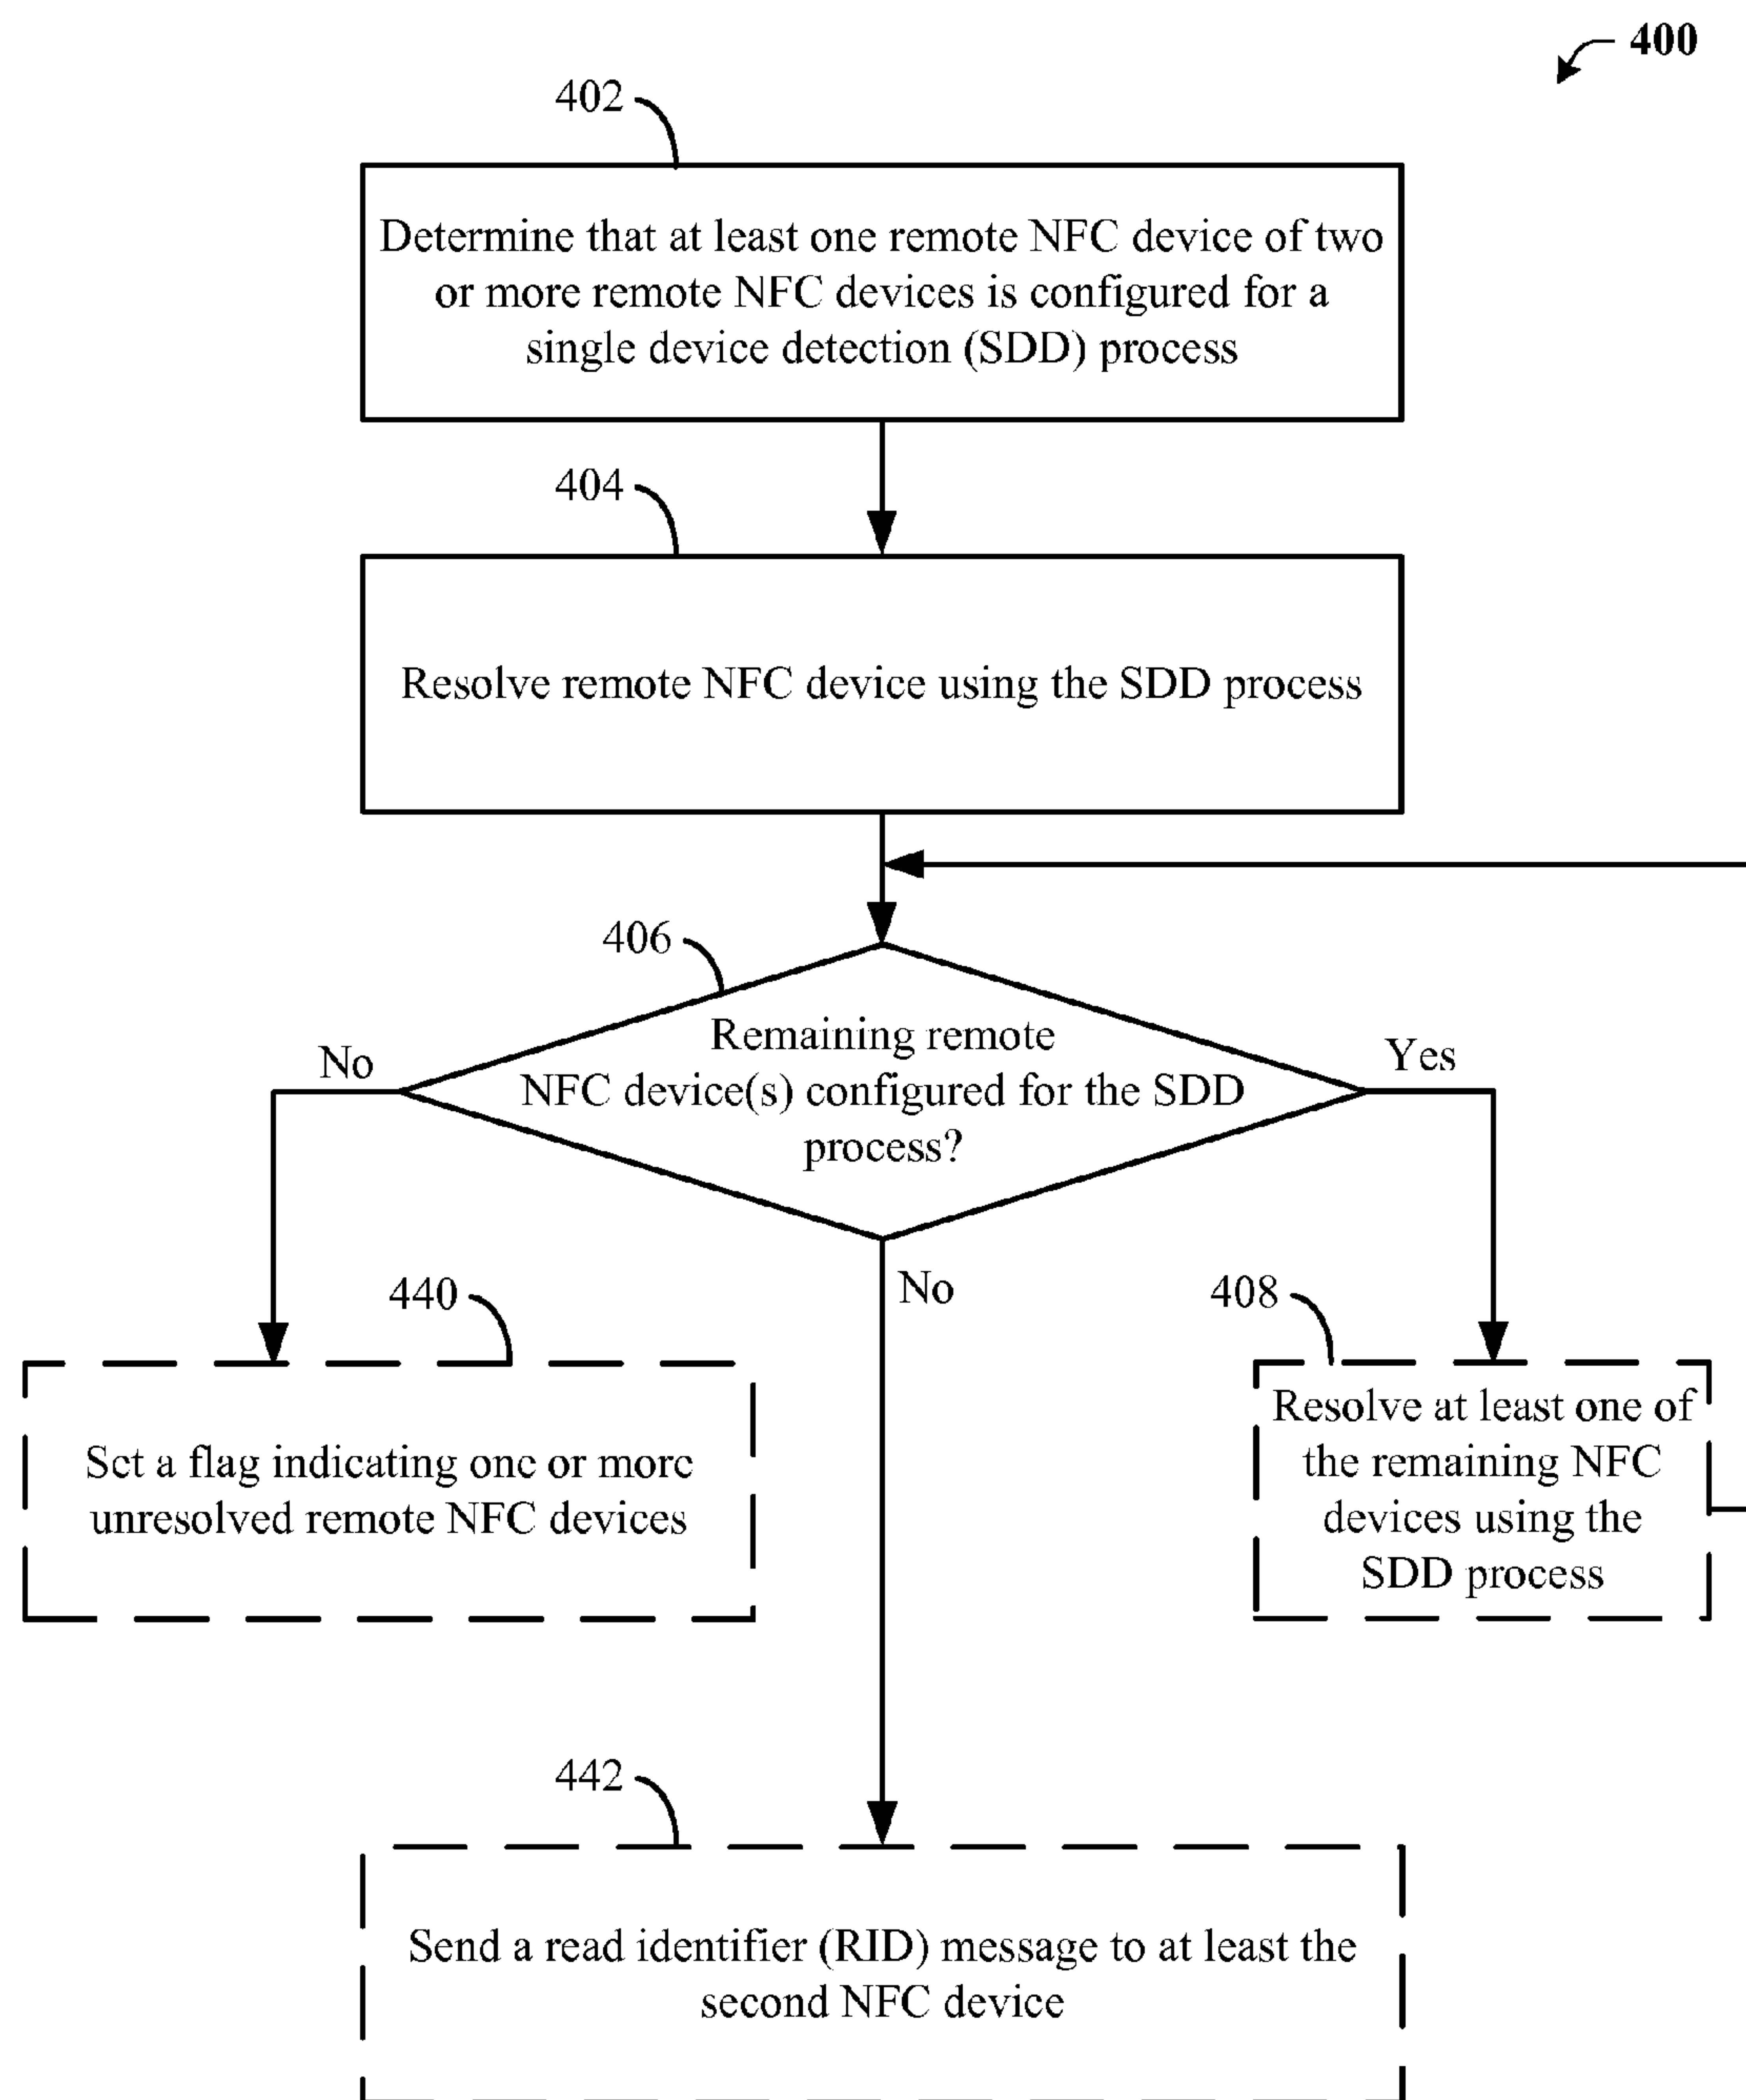 400
402
Determine that at least one remote NFC device of two
or more remote NFC devices is configured for a
single device detection (SDD) process
404
Resolve remote NFC device using the SDD process
406
Remaining remote
NFC device(s) configured for the SDD
process?
No
Yes
No
440
Set a flag indicating one or more
unresolved remote NFC devices
408
Resolve at least one of
the remaining NFC
devices using the
SDD process
442
Send a read identifier (RID) message to at least the
second NFC device